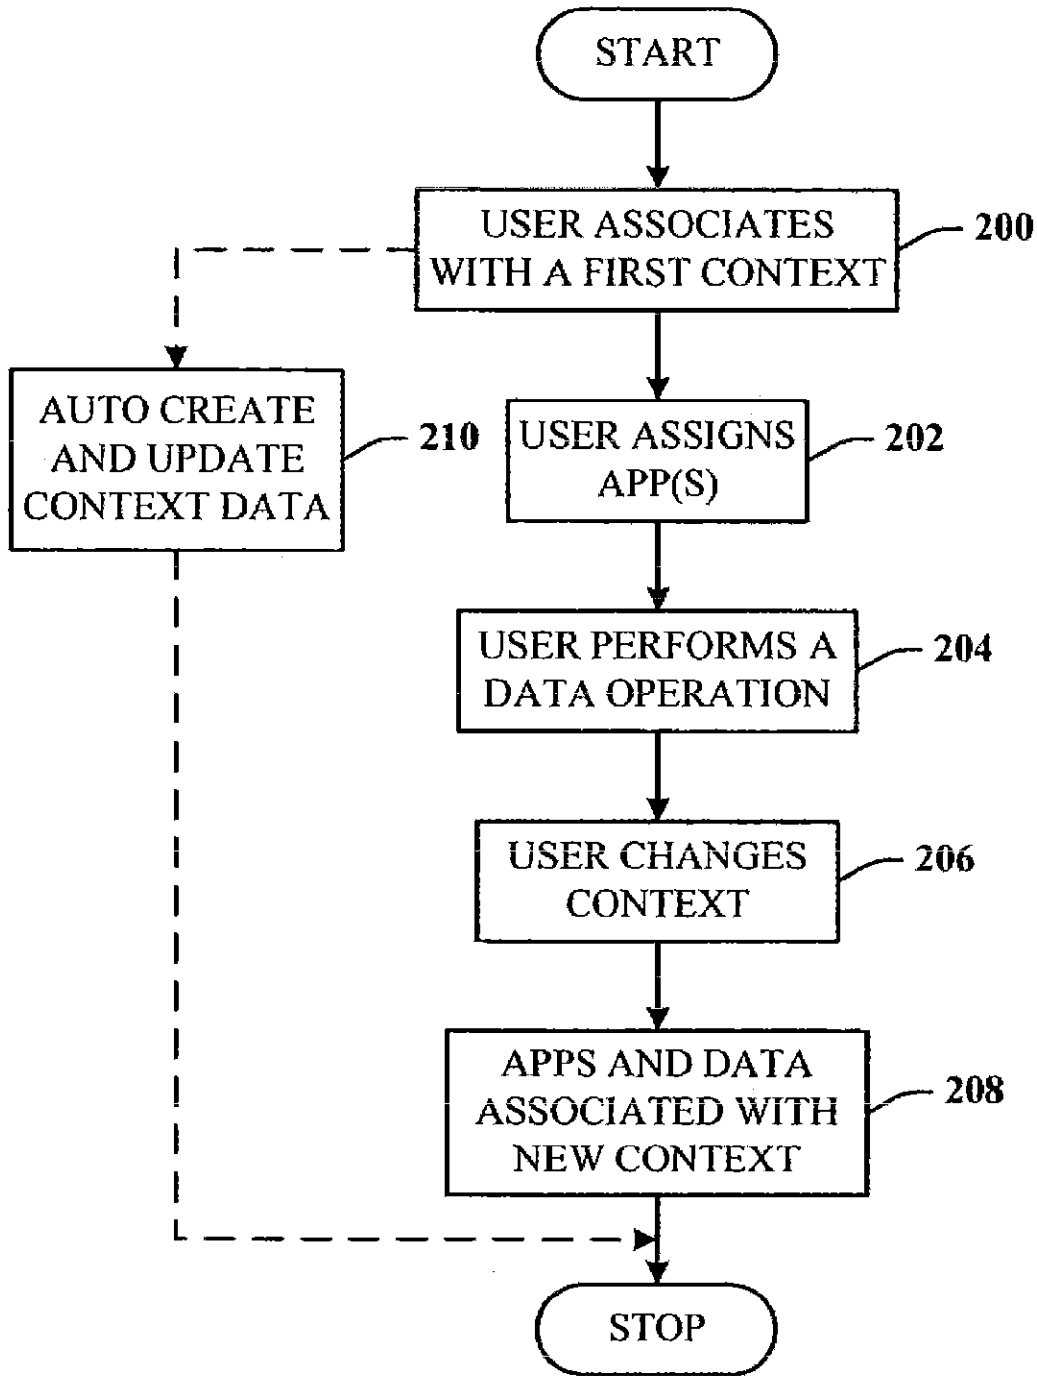 START
USER ASSOCIATES
WITH A FIRST CONTEXT
200
AUTO CREATE
AND UPDATE
CONTEXT DATA
210
USER ASSIGNS
APP(S)
202
USER PERFORMS A
DATA OPERATION
204
USER CHANGES
CONTEXT
206
APPS AND DATA
ASSOCIATED WITH
NEW CONTEXT
208
STOP